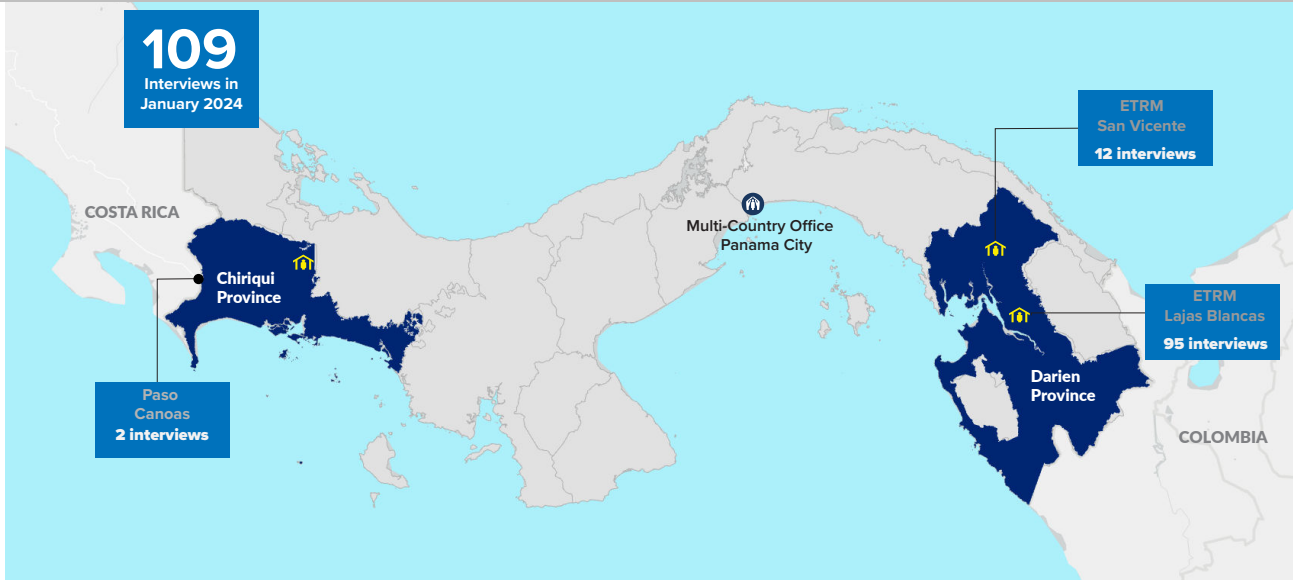 109
Interviews in
January 2024
ETRM
San Vicente
12 interviews
COSTA RICA
Multi-Country Office
Panama City
Chiriqui
Province
ETRM
Lajas Blancas
95 interviews
Paso
Canoas
2 interviews
Darien
Province
COLOMBIA